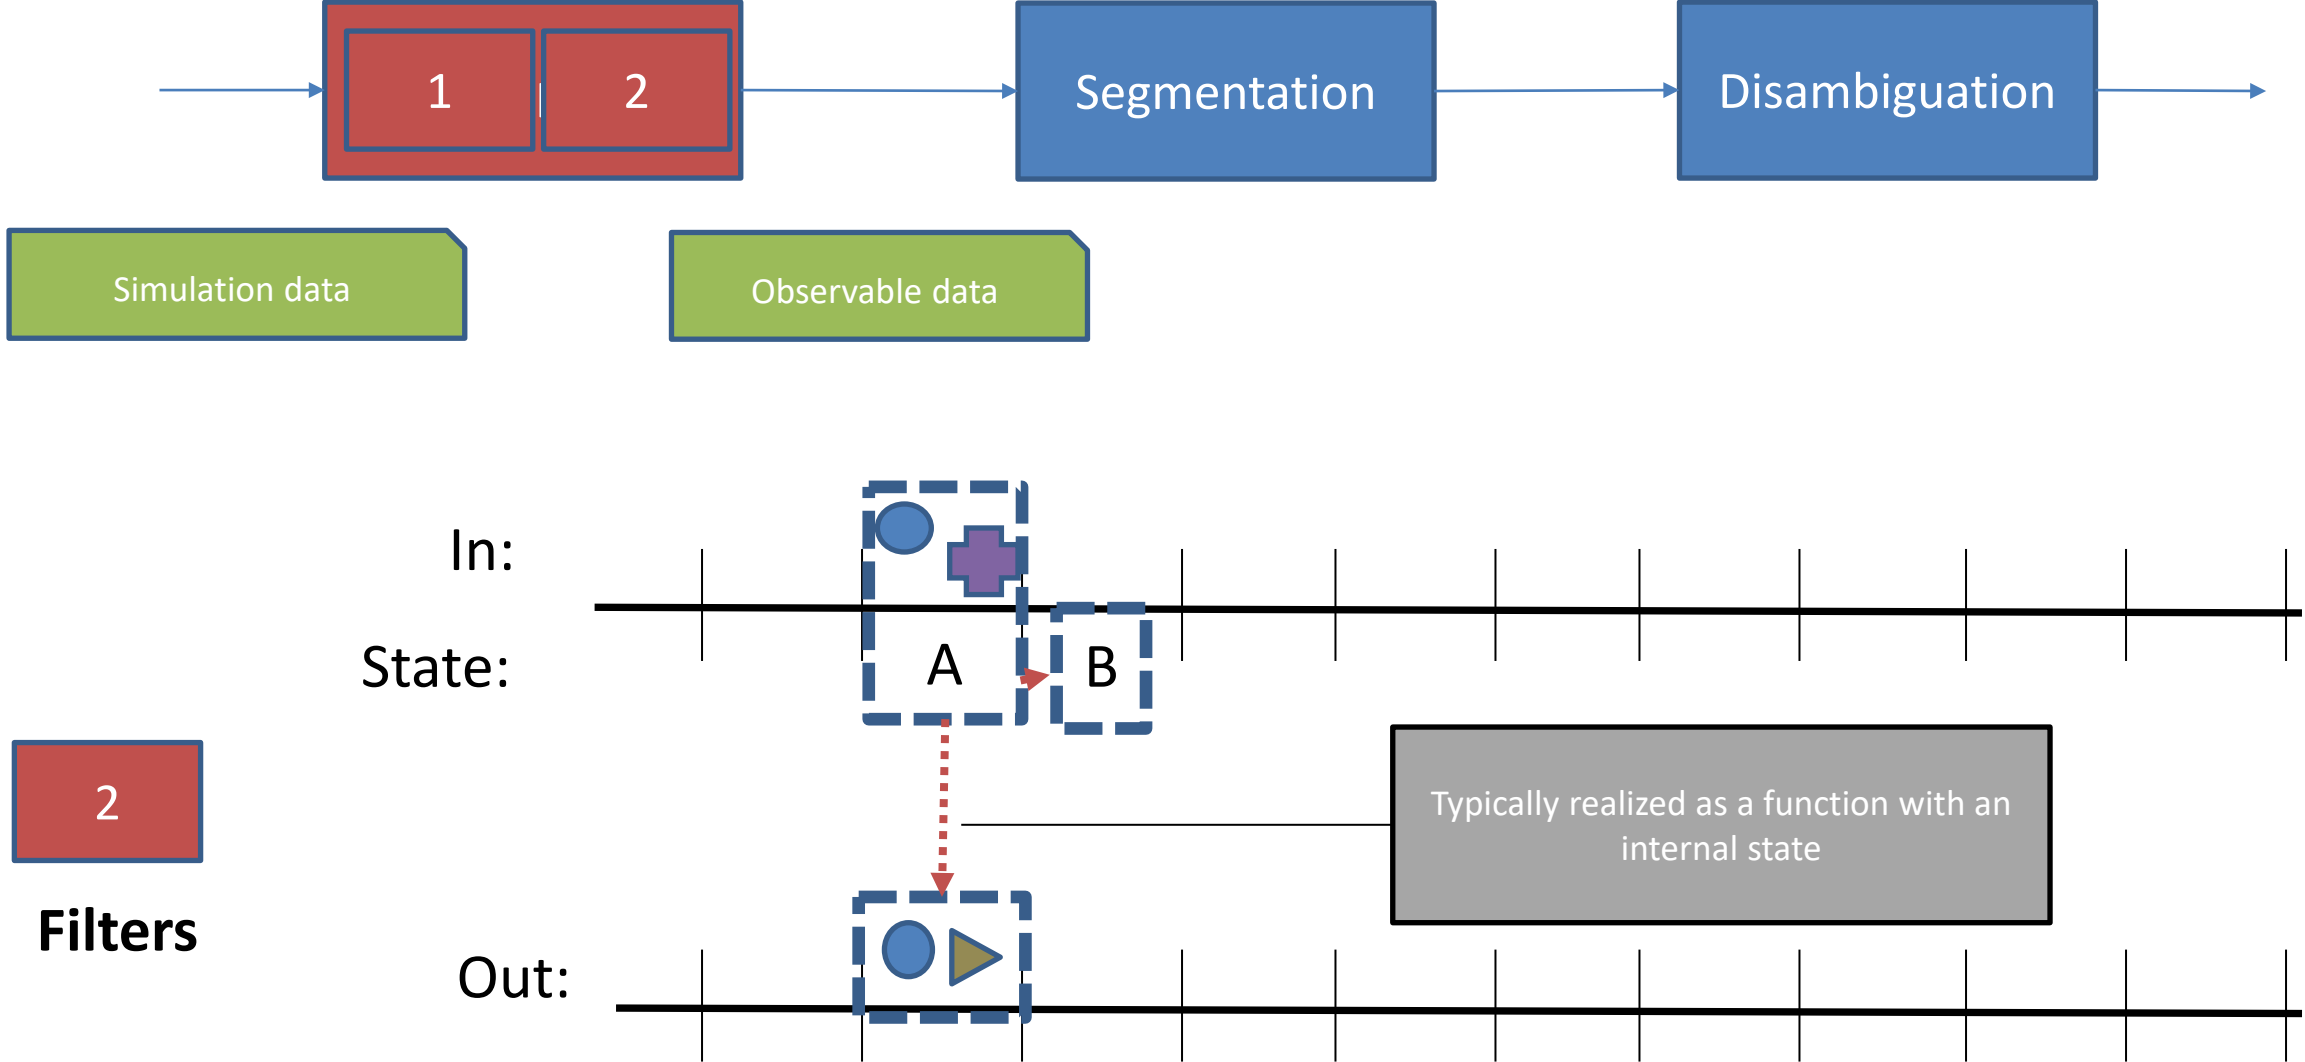 1
2
Segmentation
Disambiguation
Simulation data
Observable data
In:
State:
A
B
2
Typically realized as a function with an
internal state
Filters
Out: